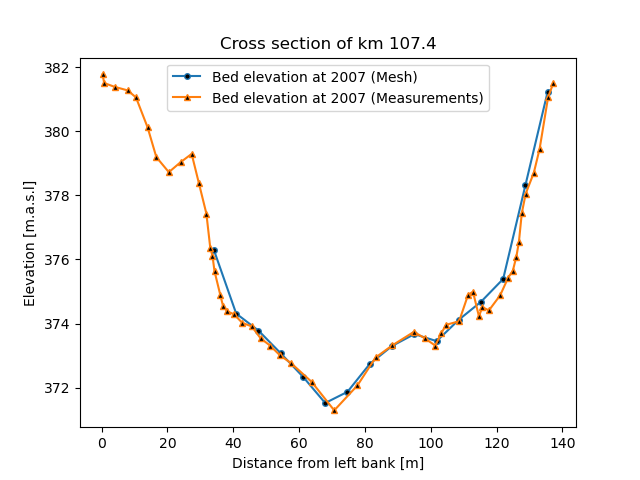 Cross section of km 107.4
Bed elevation at 2007 (Mesh)
Bed elevation at 2007 (Measurements)
Elevation [m.a.s.l]
382
380
378
376
374
372
0 20 40 60 80 100 120 140
Distance from left bank [m]